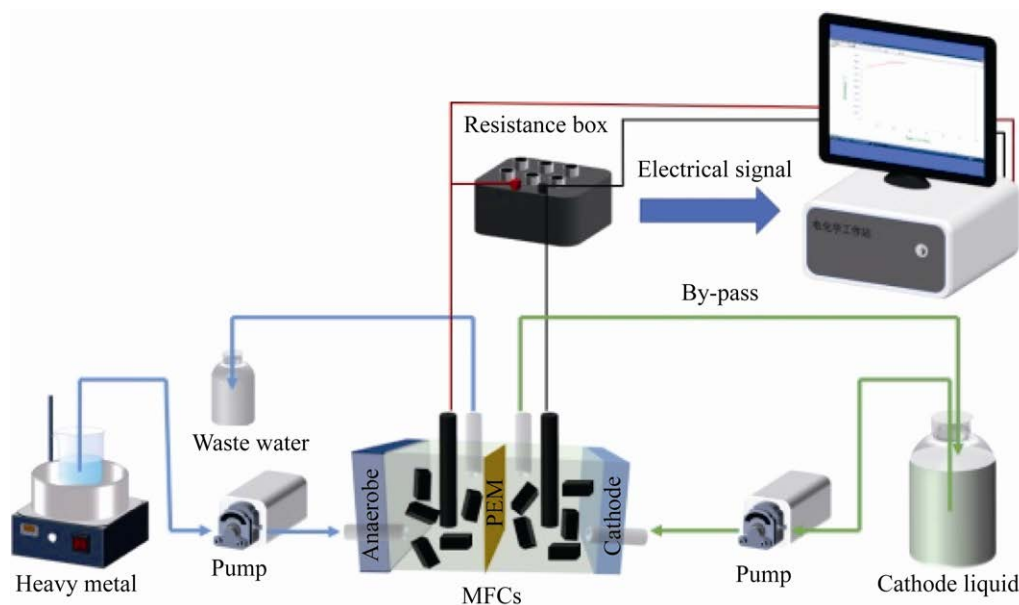 Resistance box
Electrical signal
电化学工作站
By-pass
Waste water
Heavy metal
Pump
Anaerobe
PEM
Cathode
MFCs
Pump
Cathode liquid